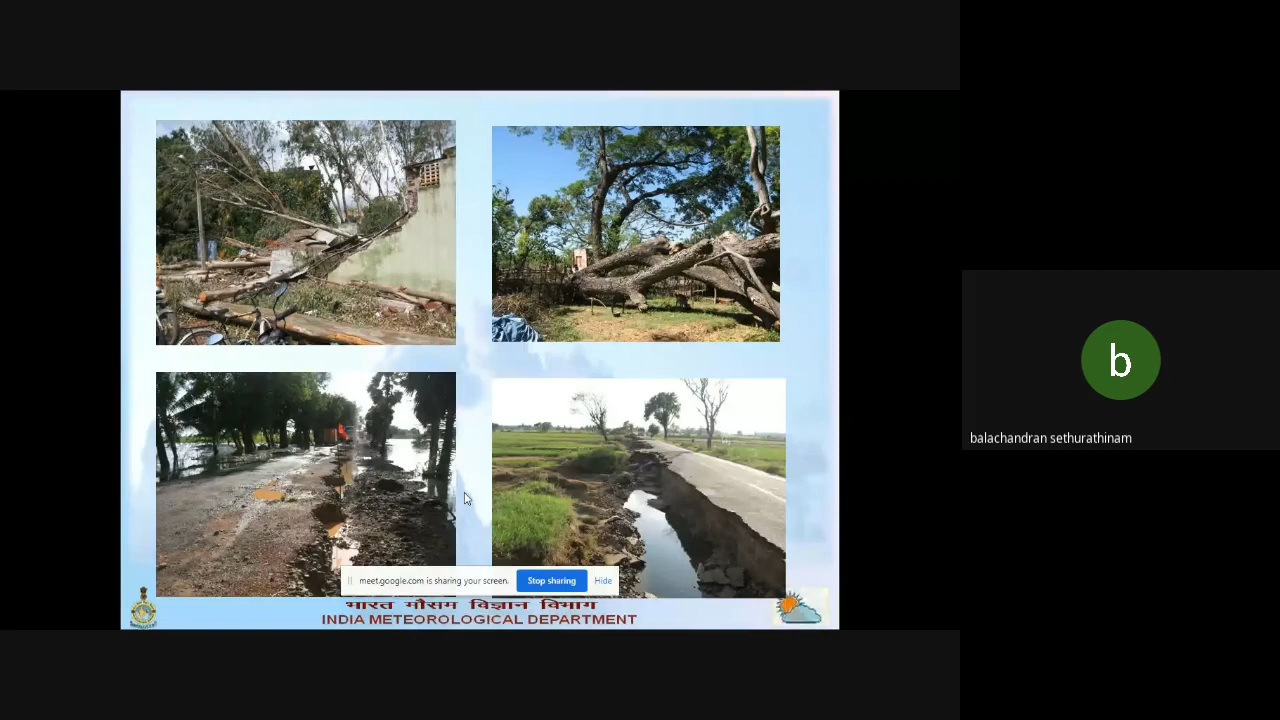 meet.google.com is sharing your screen.
Stop sharing
Hide
भारत मौसम विज्ञान विभाग
INDIA METEOROLOGICAL DEPARTMENT
b
balachandran sethurathinam